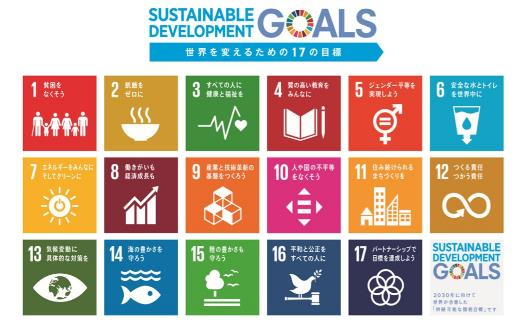 SUSTAINABLE
DEVELOPMENT
GOALS
世界を変えるための17の目標
1 貧困を
なくそう
2 飢餓を
ゼロに
3 すべての人に
健康と福祉を
4 質の高い教育を
みんなに
5 ジェンダー平等を
実現しよう
6 安全な水とトイレ
を世界中に
7 エネルギーをみんなに
そしてクリーンに
8 働きがいも
経済成長も
9 産業と技術革新の
基盤をつくろう
10 人や国の不平等
をなくそう
11 住み続けられる
まちづくりを
12 つくる責任
つかう責任
13 気候変動に
具体的な対策を
14 海の豊かさを
守ろう
15 陸の豊かさも
守ろう
16 平和と公正を
すべての人に
17 パートナーシップで
目標を達成しよう
SUSTAINABLE
DEVELOPMENT
GOALS
2030年に向けて
世界が合意した
「持続可能な開発目標」です